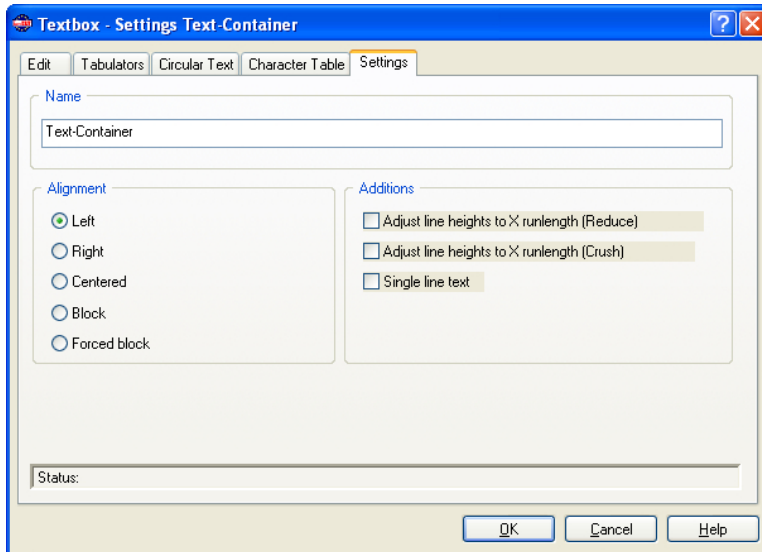 Textbox - Settings Text-Container
Edit Tabulators Circular Text Character Table Settings
Name
Text-Container
Alignment
Left
Right
Centered
Block
Forced block
Additions
Adjust line heights to X runlength (Reduce)
Adjust line heights to X runlength (Crush)
Single line text
Status:
OK Cancel Help